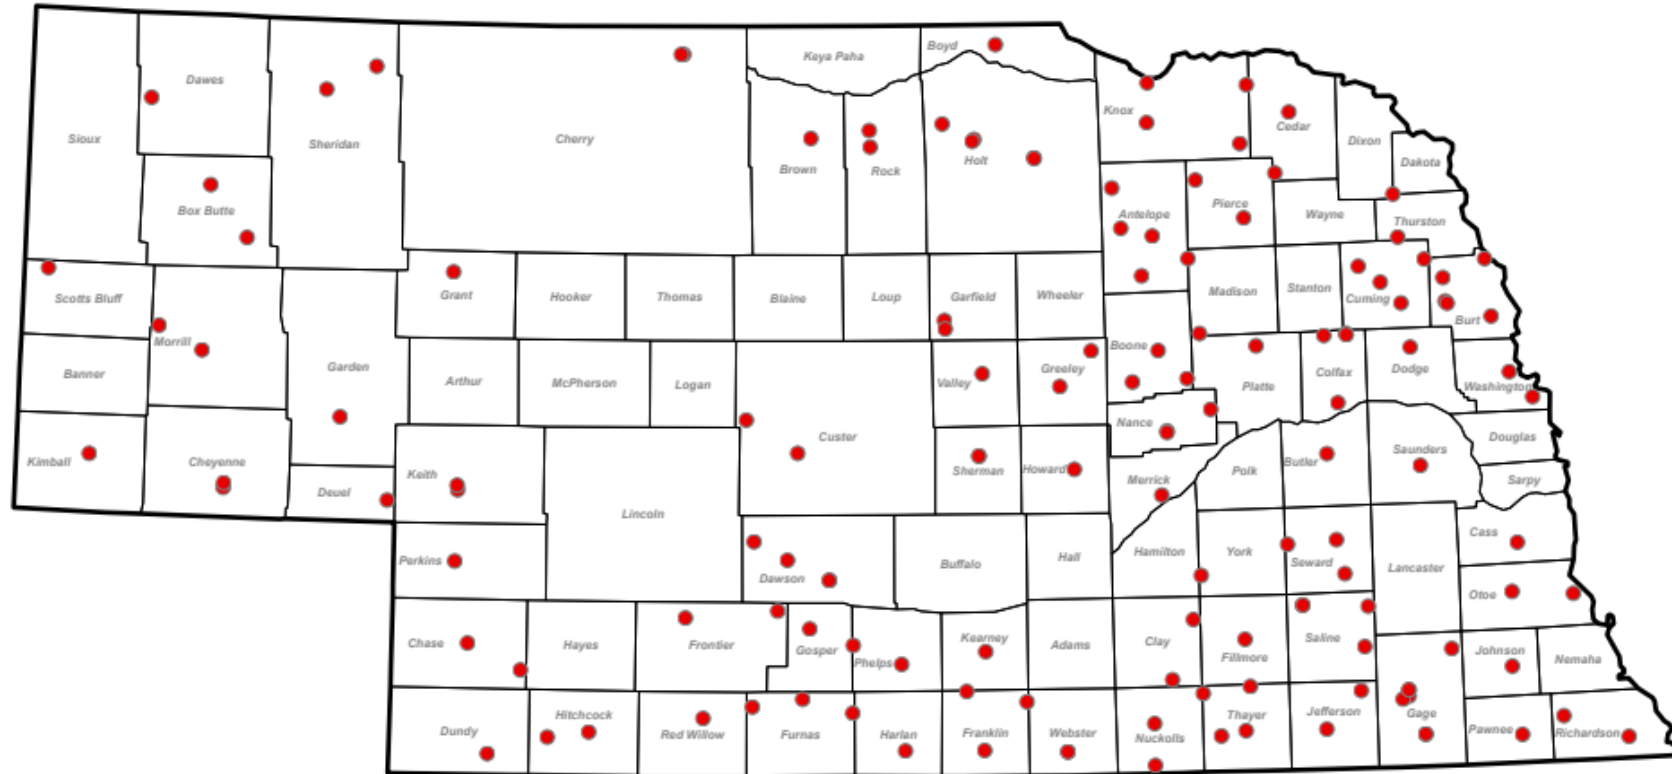 Boyd
Keya Paha
Dawes
Knox
Cedar
Sioux
Sheridan
Cherry
Brown
Rock
Holt
Dixon
Dakota
Box Butte
Antelope
Pierce
Wayne
Thurston
Scotts Bluff
Grant
Hooker
Thomas
Blaine
Loup
Garfield
Wheeler
Madison
Stanton
Cuming
Burt
Morrill
Banner
Garden
Arthur
McPherson
Logan
Valley
Greeley
Boone
Platte
Colfax
Dodge
Washington
Custer
Nance
Douglas
Kimball
Cheyenne
Deuel
Keith
Lincoln
Sherman
Howard
Merrick
Polk
Butler
Saunders
Sarpy
Perkins
Dawson
Buffalo
Hall
Hamilton
York
Seward
Lancaster
Cass
Otoe
Chase
Hayes
Frontier
Gosper
Phelps
Kearney
Adams
Clay
Fillmore
Saline
Johnson
Nemaha
Dundy
Hitchcock
Red Willow
Furnas
Harlan
Franklin
Webster
Nuckolls
Thayer
Jefferson
Gage
Pawnee
Richardson